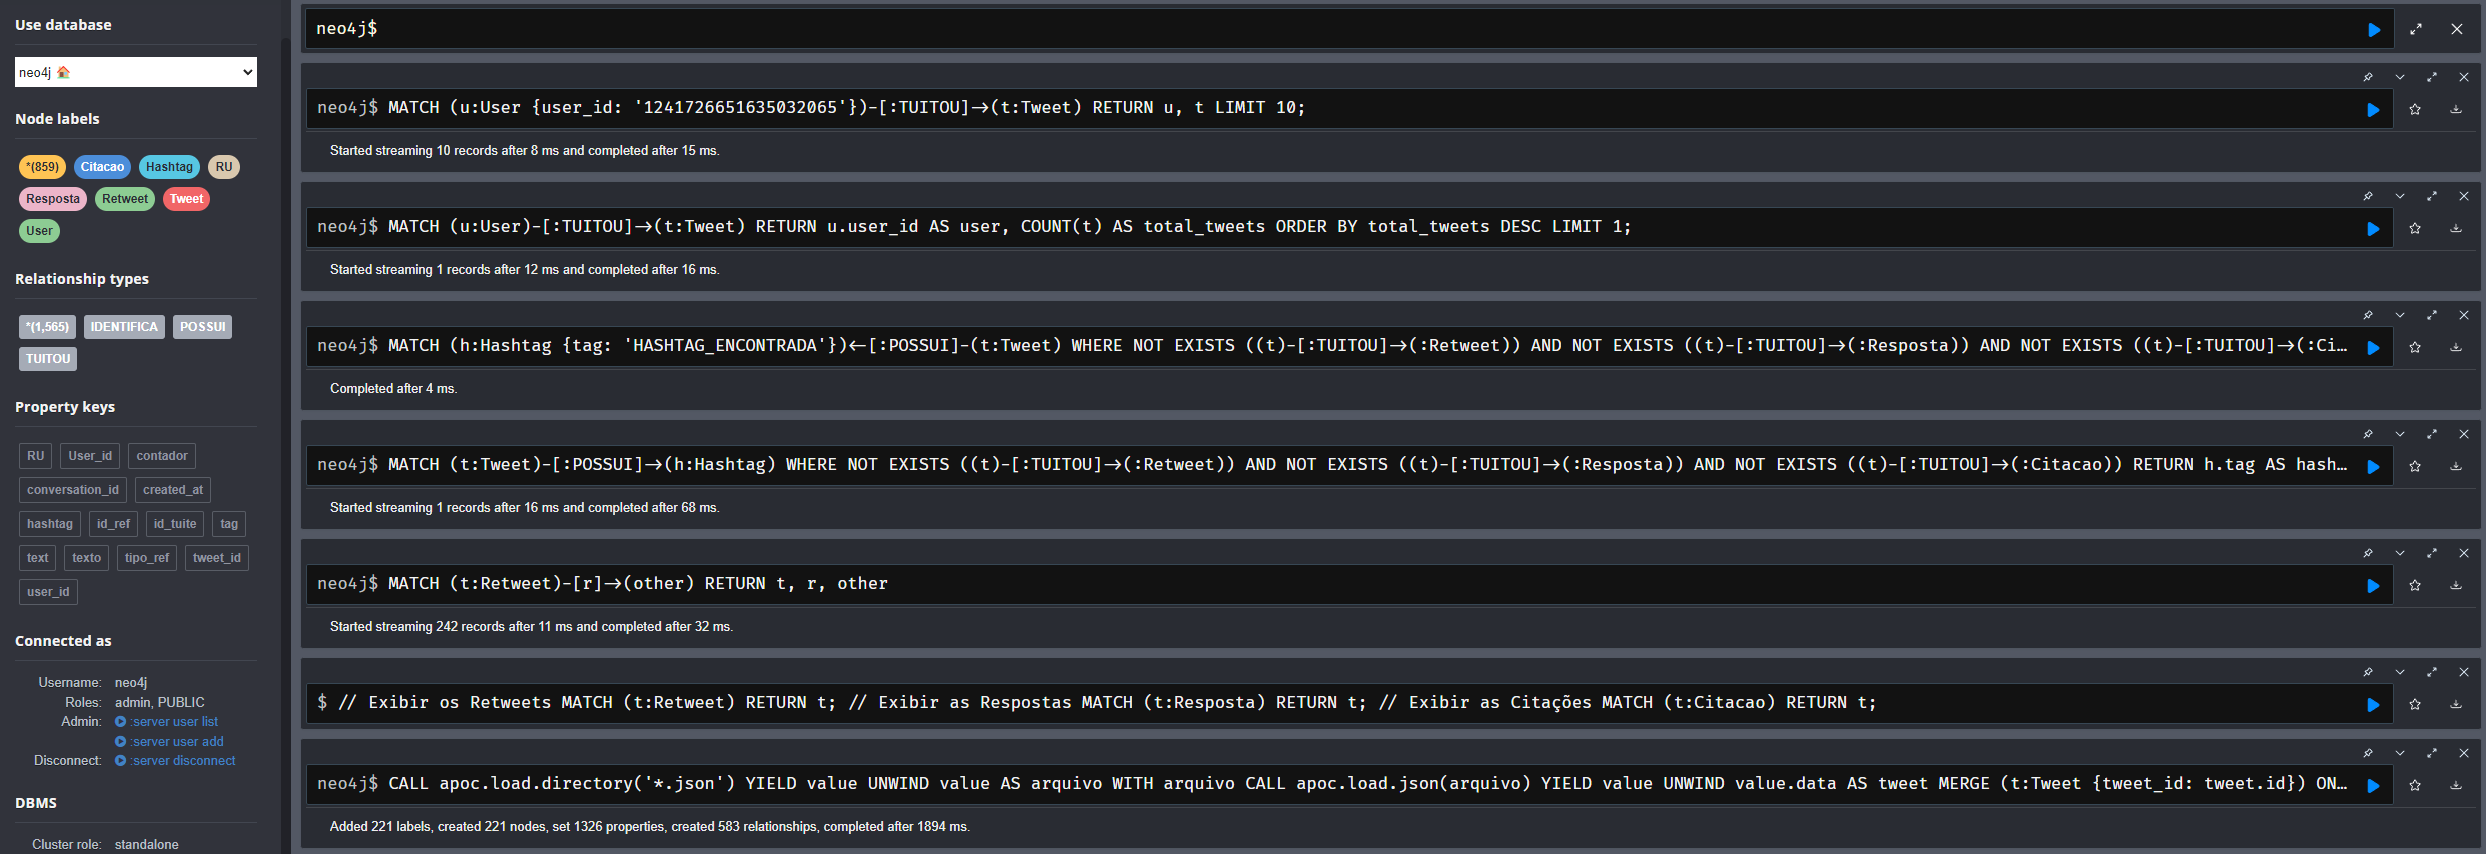 Use database
neo4j
Node labels
*(859) Citacao Hashtag RU
Resposta Retweet Tweet
User
Relationship types
*(1,565) IDENTIFICA POSSUI
TUITOU
Property keys
RU User_id contador
conversation_id created_at
hashtag id_ref id_tuite tag
text texto tipo_ref tweet_id
user_id
Connected as
Username: neo4j
Roles: admin, PUBLIC
Admin: :server user list
:server user add
Disconnect: :server disconnect
DBMS
Cluster role: standalone
neo4j$
neo4j$ MATCH (u:User {user_id: '1241726651635032065'})-[:TUITOU]->(t:Tweet) RETURN u, t LIMIT 10;
Started streaming 10 records after 8 ms and completed after 15 ms.
neo4j$ MATCH (u:User)-[:TUITOU]->(t:Tweet) RETURN u.user_id AS user, COUNT(t) AS total_tweets ORDER BY total_tweets DESC LIMIT 1;
Started streaming 1 records after 12 ms and completed after 16 ms.
neo4j$ MATCH (h:Hashtag {tag: 'HASHTAG_ENCONTRADA'})<-[:POSSUI]-(t:Tweet) WHERE NOT EXISTS ((t)-[:TUITOU]->(:Retweet)) AND NOT EXISTS ((t)-[:TUITOU]->(:Resposta)) AND NOT EXISTS ((t)-[:TUITOU]->(:Ci…
Completed after 4 ms.
neo4j$ MATCH (t:Tweet)-[:POSSUI]->(h:Hashtag) WHERE NOT EXISTS ((t)-[:TUITOU]->(:Retweet)) AND NOT EXISTS ((t)-[:TUITOU]->(:Resposta)) AND NOT EXISTS ((t)-[:TUITOU]->(:Citacao)) RETURN h.tag AS hash…
Started streaming 1 records after 16 ms and completed after 68 ms.
neo4j$ MATCH (t:Retweet)-[r]->(other) RETURN t, r, other
Started streaming 242 records after 11 ms and completed after 32 ms.
$ // Exibir os Retweets MATCH (t:Retweet) RETURN t; // Exibir as Respostas MATCH (t:Resposta) RETURN t; // Exibir as Citações MATCH (t:Citacao) RETURN t;
neo4j$ CALL apoc.load.directory('*.json') YIELD value UNWIND value AS arquivo WITH arquivo CALL apoc.load.json(arquivo) YIELD value UNWIND value.data AS tweet MERGE (t:Tweet {tweet_id: tweet.id}) ON…
Added 221 labels, created 221 nodes, set 1326 properties, created 583 relationships, completed after 1894 ms.